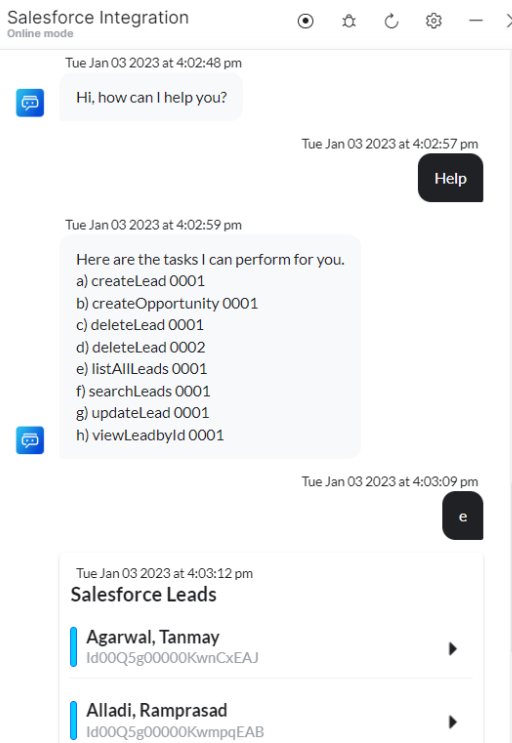 Salesforce Integration
Online mode
Tue Jan 03 2023 at 4:02:48 pm
Hi, how can I help you?
Tue Jan 03 2023 at 4:02:57 pm
Help
Tue Jan 03 2023 at 4:02:59 pm
Here are the tasks I can perform for you.
a) createLead 0001
b) createOpportunity 0001
c) deleteLead 0001
d) deleteLead 0002
e) listAllLeads 0001
f) searchLeads 0001
g) updateLead 0001
h) viewLeadbyId 0001
Tue Jan 03 2023 at 4:03:09 pm
e
Tue Jan 03 2023 at 4:03:12 pm
Salesforce Leads
Agarwal, Tanmay
Id00Q5g00000KwnCxEAJ
Alladi, Ramprasad
Id00Q5g00000KwmpqEAB